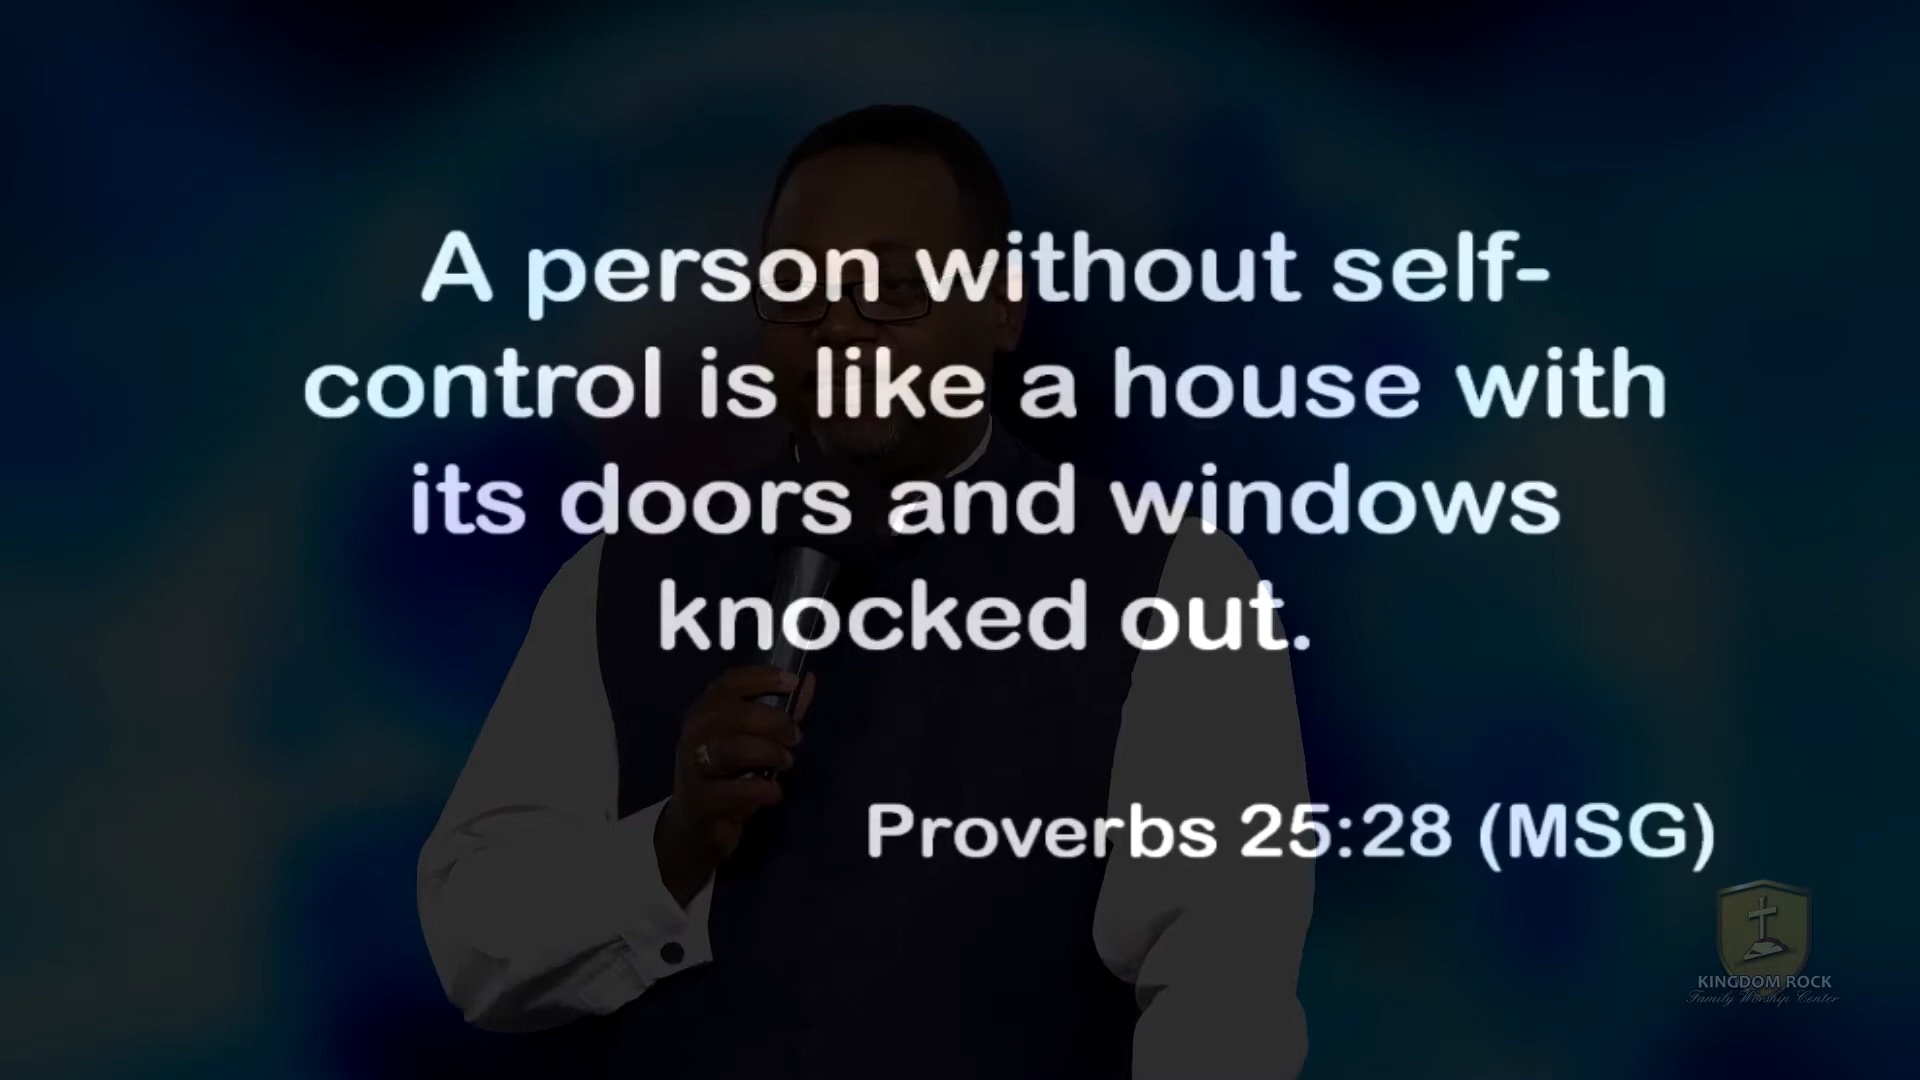 A person without self-
control is like a house with
its doors and windows
knocked out.
Proverbs 25:28 (MSG)
KINGDOM ROCK
Family Worship Center